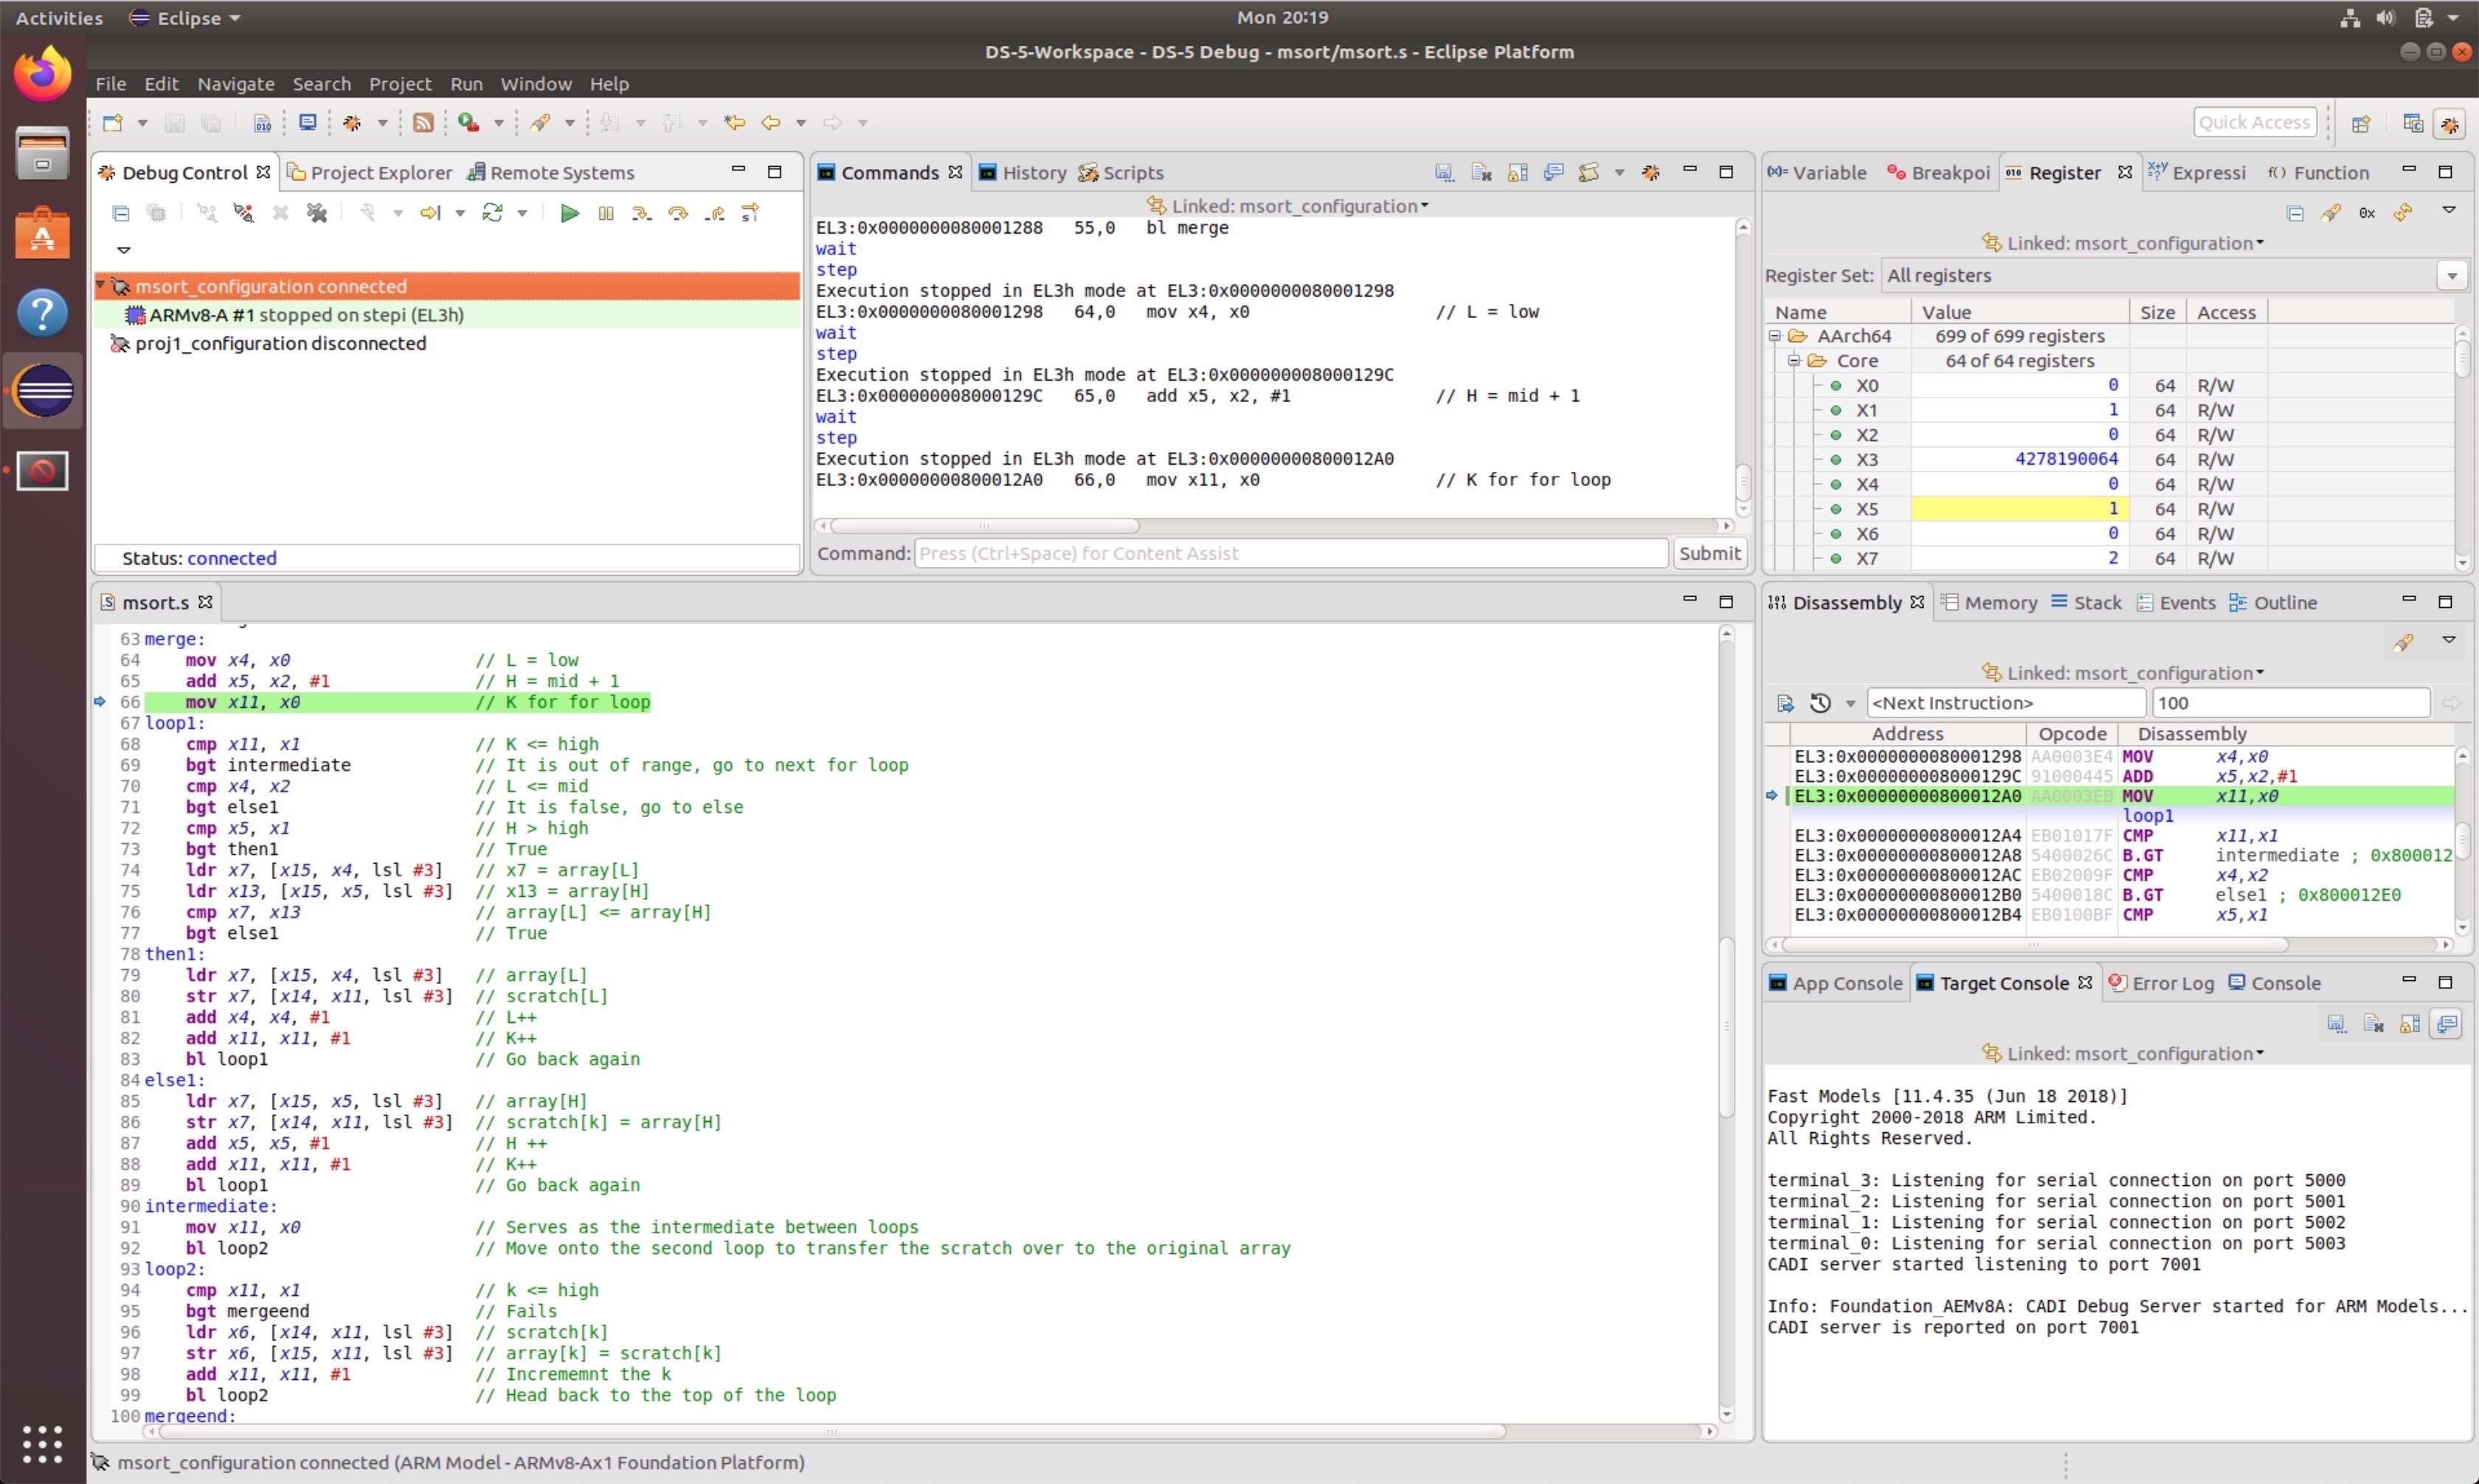 Activities Eclipse Mon 20:19
DS-5-Workspace - DS-5 Debug - msort/msort.s - Eclipse Platform
File Edit Navigate Search Project Run Window Help
Quick Access
Debug Control Project Explorer Remote Systems
msort_configuration connected
ARMv8-A #1 stopped on stepi (EL3h)
proj1_configuration disconnected
Status: connected
Commands History Scripts
Linked: msort_configuration
EL3:0x0000000080001288 55,0 bl merge
wait
step
Execution stopped in EL3h mode at EL3:0x0000000080001298
EL3:0x0000000080001298 64,0 mov x4, x0 // L = low
wait
step
Execution stopped in EL3h mode at EL3:0x000000008000129C
EL3:0x000000008000129C 65,0 add x5, x2, #1 // H = mid + 1
wait
step
Execution stopped in EL3h mode at EL3:0x00000000800012A0
EL3:0x00000000800012A0 66,0 mov x11, x0 // K for for loop
Command: Press (Ctrl+Space) for Content Assist Submit
Variable Breakpoi Register Expressi Function
Linked: msort_configuration
Register Set: All registers
Name Value Size Access
AArch64 699 of 699 registers
Core 64 of 64 registers
X0 0 64 R/W
X1 1 64 R/W
X2 0 64 R/W
X3 4278190064 64 R/W
X4 0 64 R/W
X5 1 64 R/W
X6 0 64 R/W
X7 2 64 R/W
msort.s
63 merge:
64 mov x4, x0 // L = low
65 add x5, x2, #1 // H = mid + 1
66 mov x11, x0 // K for for loop
67 loop1:
68 cmp x11, x1 // K <= high
69 bgt intermediate // It is out of range, go to next for loop
70 cmp x4, x2 // L <= mid
71 bgt else1 // It is false, go to else
72 cmp x5, x1 // H > high
73 bgt then1 // True
74 ldr x7, [x15, x4, lsl #3] // x7 = array[L]
75 ldr x13, [x15, x5, lsl #3] // x13 = array[H]
76 cmp x7, x13 // array[L] <= array[H]
77 bgt else1 // True
78 then1:
79 ldr x7, [x15, x4, lsl #3] // array[L]
80 str x7, [x14, x11, lsl #3] // scratch[L]
81 add x4, x4, #1 // L++
82 add x11, x11, #1 // K++
83 bl loop1 // Go back again
84 else1:
85 ldr x7, [x15, x5, lsl #3] // array[H]
86 str x7, [x14, x11, lsl #3] // scratch[k] = array[H]
87 add x5, x5, #1 // H ++
88 add x11, x11, #1 // K++
89 bl loop1 // Go back again
90 intermediate:
91 mov x11, x0 // Serves as the intermediate between loops
92 bl loop2 // Move onto the second loop to transfer the scratch over to the original array
93 loop2:
94 cmp x11, x1 // k <= high
95 bgt mergeend // Fails
96 ldr x6, [x14, x11, lsl #3] // scratch[k]
97 str x6, [x15, x11, lsl #3] // array[k] = scratch[k]
98 add x11, x11, #1 // Incrememnt the k
99 bl loop2 // Head back to the top of the loop
100 mergeend:
Disassembly Memory Stack Events Outline
Linked: msort_configuration
<Next Instruction> 100
Address Opcode Disassembly
EL3:0x0000000080001298 AA0003E4 MOV x4,x0
EL3:0x000000008000129C 91000445 ADD x5,x2,#1
EL3:0x00000000800012A0 AA0003EB MOV x11,x0
loop1
EL3:0x00000000800012A4 EB01017F CMP x11,x1
EL3:0x00000000800012A8 5400026C B.GT intermediate ; 0x800012
EL3:0x00000000800012AC EB02009F CMP x4,x2
EL3:0x00000000800012B0 5400018C B.GT else1 ; 0x800012E0
EL3:0x00000000800012B4 EB0100BF CMP x5,x1
App Console Target Console Error Log Console
Linked: msort_configuration
Fast Models [11.4.35 (Jun 18 2018)]
Copyright 2000-2018 ARM Limited.
All Rights Reserved.
terminal_3: Listening for serial connection on port 5000
terminal_2: Listening for serial connection on port 5001
terminal_1: Listening for serial connection on port 5002
terminal_0: Listening for serial connection on port 5003
CADI server started listening to port 7001
Info: Foundation_AEMv8A: CADI Debug Server started for ARM Models...
CADI server is reported on port 7001
msort_configuration connected (ARM Model - ARMv8-Ax1 Foundation Platform)